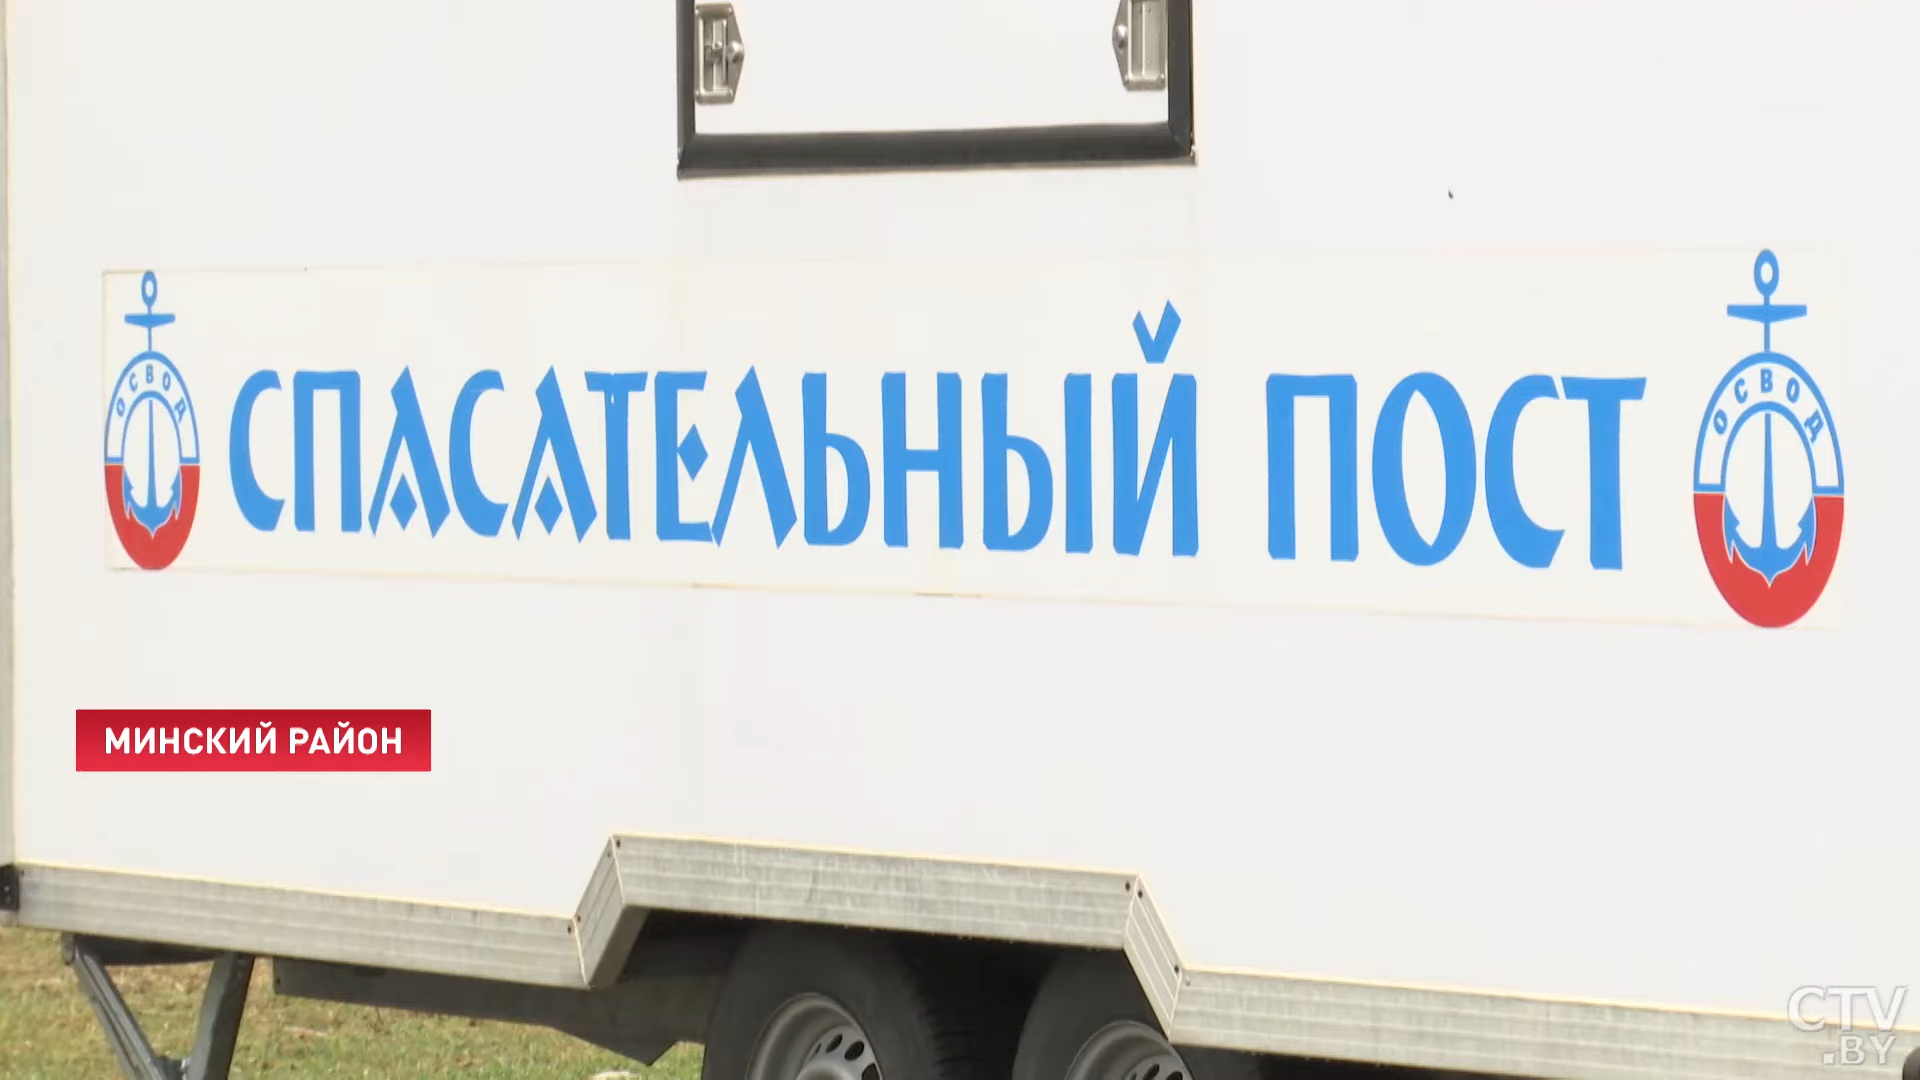 ОСВОД
СПАСАТЕЛЬНЫЙ ПОСТ
ОСВОД
МИНСКИЙ РАЙОН
CTV
.BY